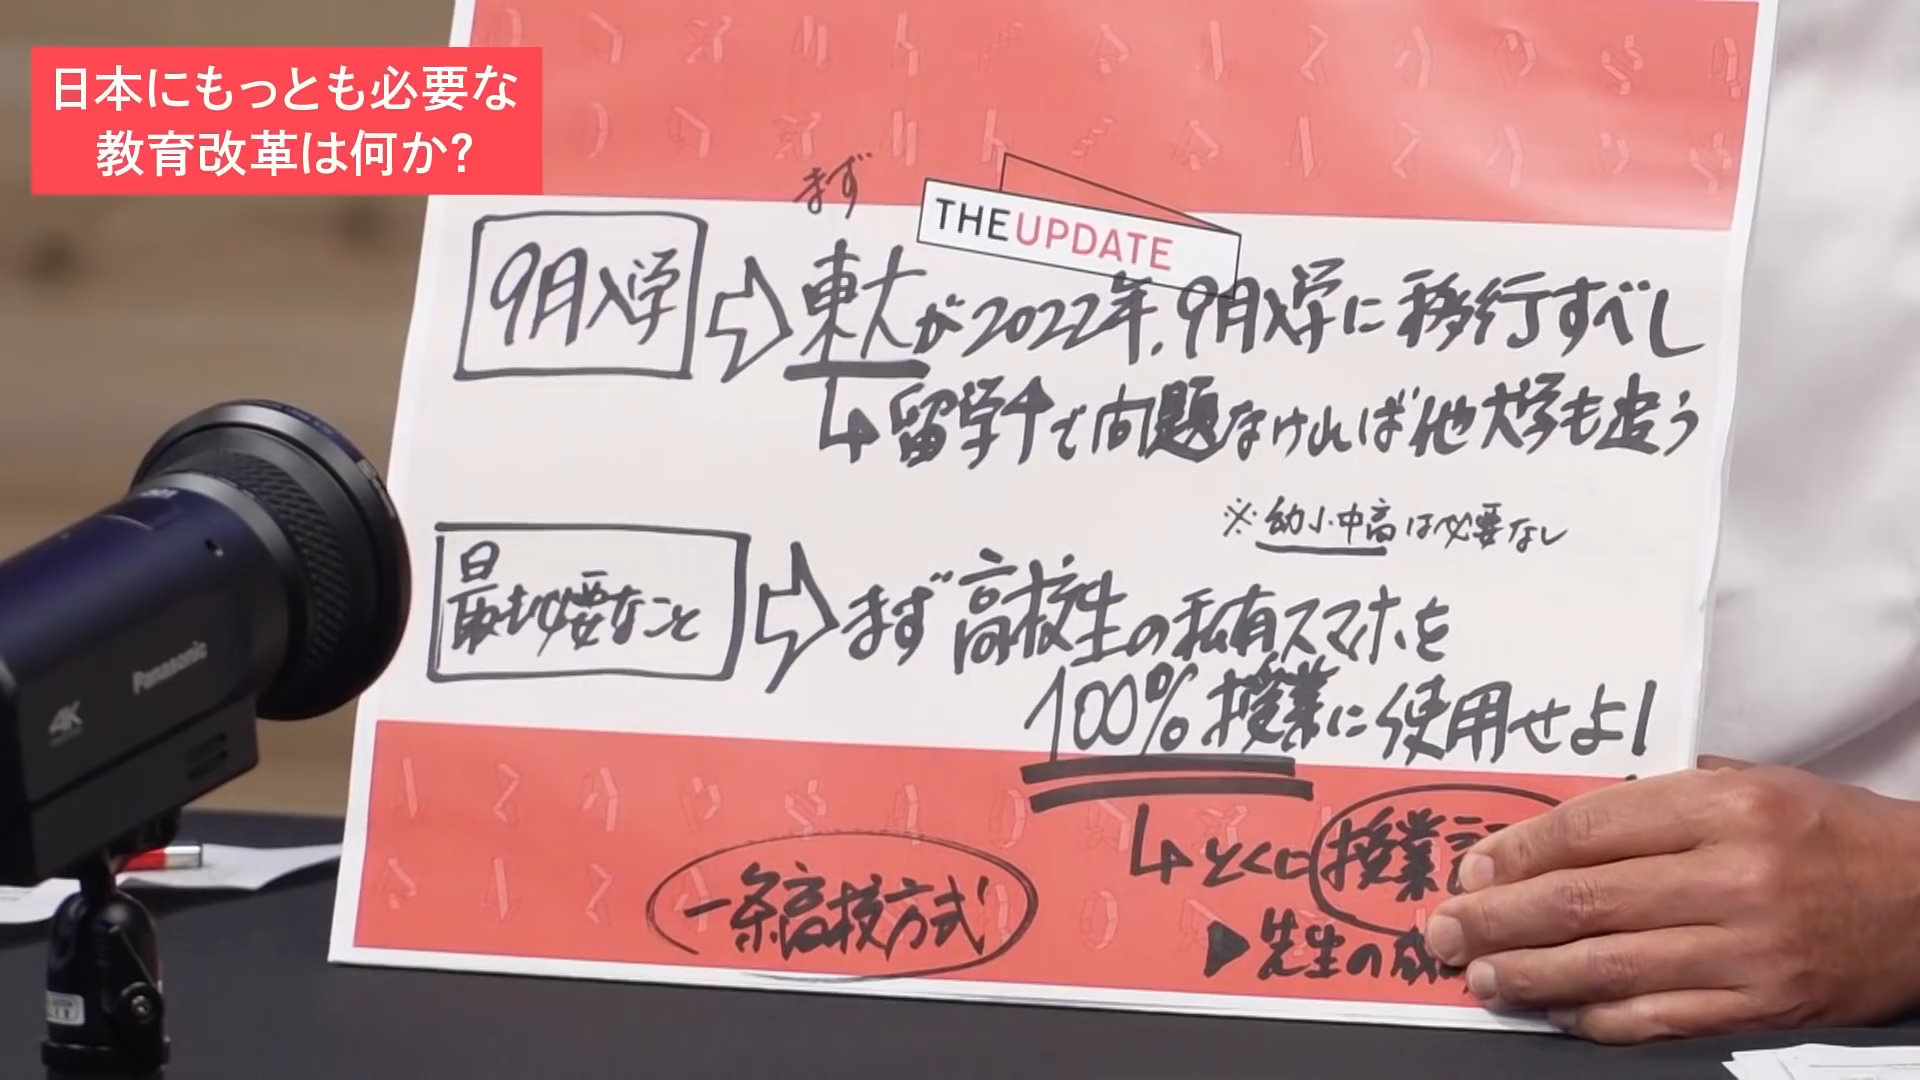 日本にもっとも必要な
教育改革は何か?
THE UPDATE
まず
9月入学 ⇨ 東大が2022年、9月入学に移行すべし
↳留学など問題なければ他大学も追う
※幼小中高は必要なし
最も必要なこと ⇨ まず高校生の私有スマホを
100%授業に使用せよ!
↳とくに授業
一条高校方式
▶先生の
Panasonic
4K